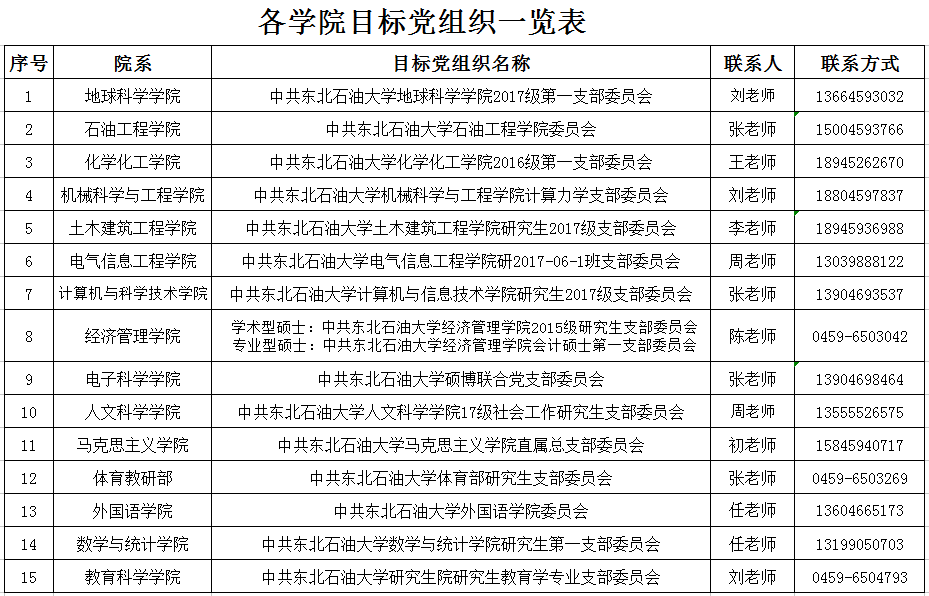 各学院目标党组织一览表
序号 院系 目标党组织名称 联系人 联系方式
1 地球科学学院 中共东北石油大学地球科学学院2017级第一支部委员会 刘老师 13664593032
2 石油工程学院 中共东北石油大学石油工程学院委员会 张老师 15004593766
3 化学化工学院 中共东北石油大学化学化工学院2016级第一支部委员会 王老师 18945262670
4 机械科学与工程学院 中共东北石油大学机械科学与工程学院计算力学支部委员会 刘老师 18804597837
5 土木建筑工程学院 中共东北石油大学土木建筑工程学院研究生2017级支部委员会 李老师 18945936988
6 电气信息工程学院 中共东北石油大学电气信息工程学院研2017-06-1班支部委员会 周老师 13039888122
7 计算机与科学技术学院 中共东北石油大学计算机与信息技术学院研究生2017级支部委员会 张老师 13904693537
8 经济管理学院 学术型硕士：中共东北石油大学经济管理学院2015级研究生支部委员会 陈老师 0459-6503042
专业型硕士：中共东北石油大学经济管理学院会计硕士第一支部委员会
9 电子科学学院 中共东北石油大学硕博联合党支部委员会 张老师 13904698464
10 人文科学学院 中共东北石油大学人文科学学院17级社会工作研究生支部委员会 周老师 13555526575
11 马克思主义学院 中共东北石油大学马克思主义学院直属总支部委员会 初老师 15845940717
12 体育教研部 中共东北石油大学体育部研究生支部委员会 张老师 0459-6503269
13 外国语学院 中共东北石油大学外国语学院委员会 任老师 13604665173
14 数学与统计学院 中共东北石油大学数学与统计学院研究生第一支部委员会 任老师 13199050703
15 教育科学学院 中共东北石油大学研究生院研究生教育学专业支部委员会 刘老师 0459-6504793